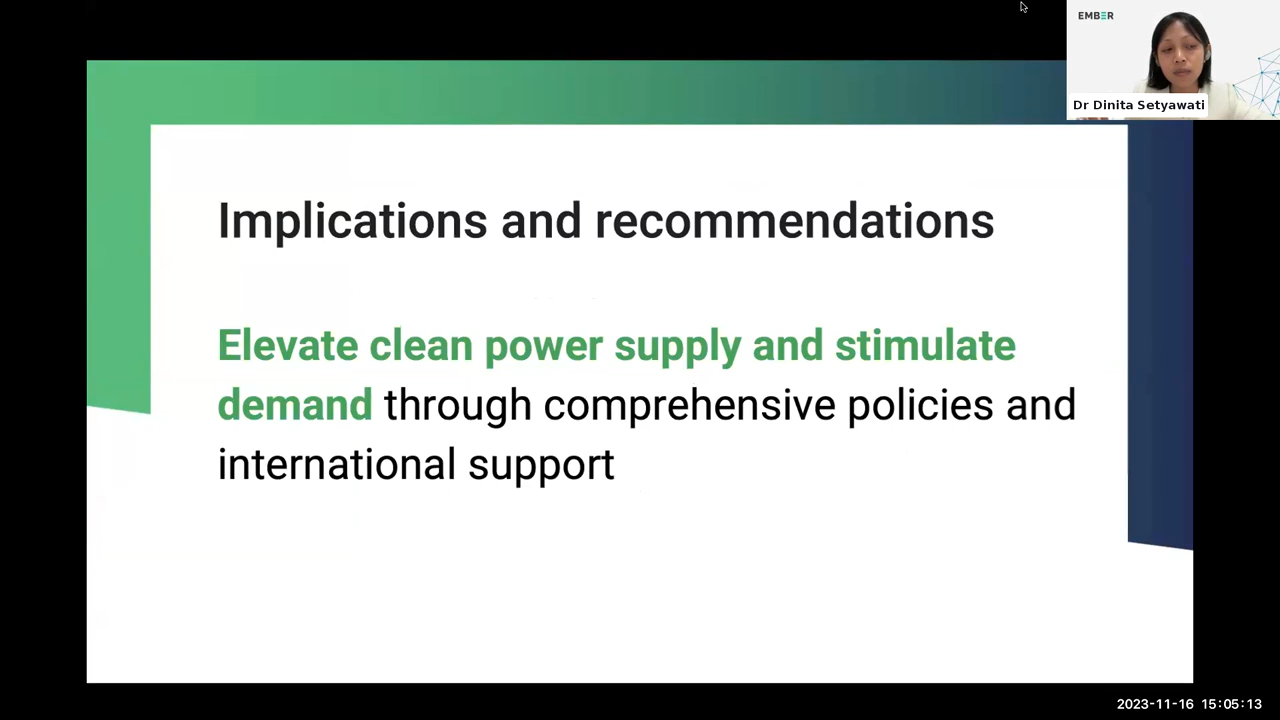 EMBER
Dr Dinita Setyawati
Implications and recommendations
Elevate clean power supply and stimulate
demand through comprehensive policies and
international support
2023-11-16 15:05:13